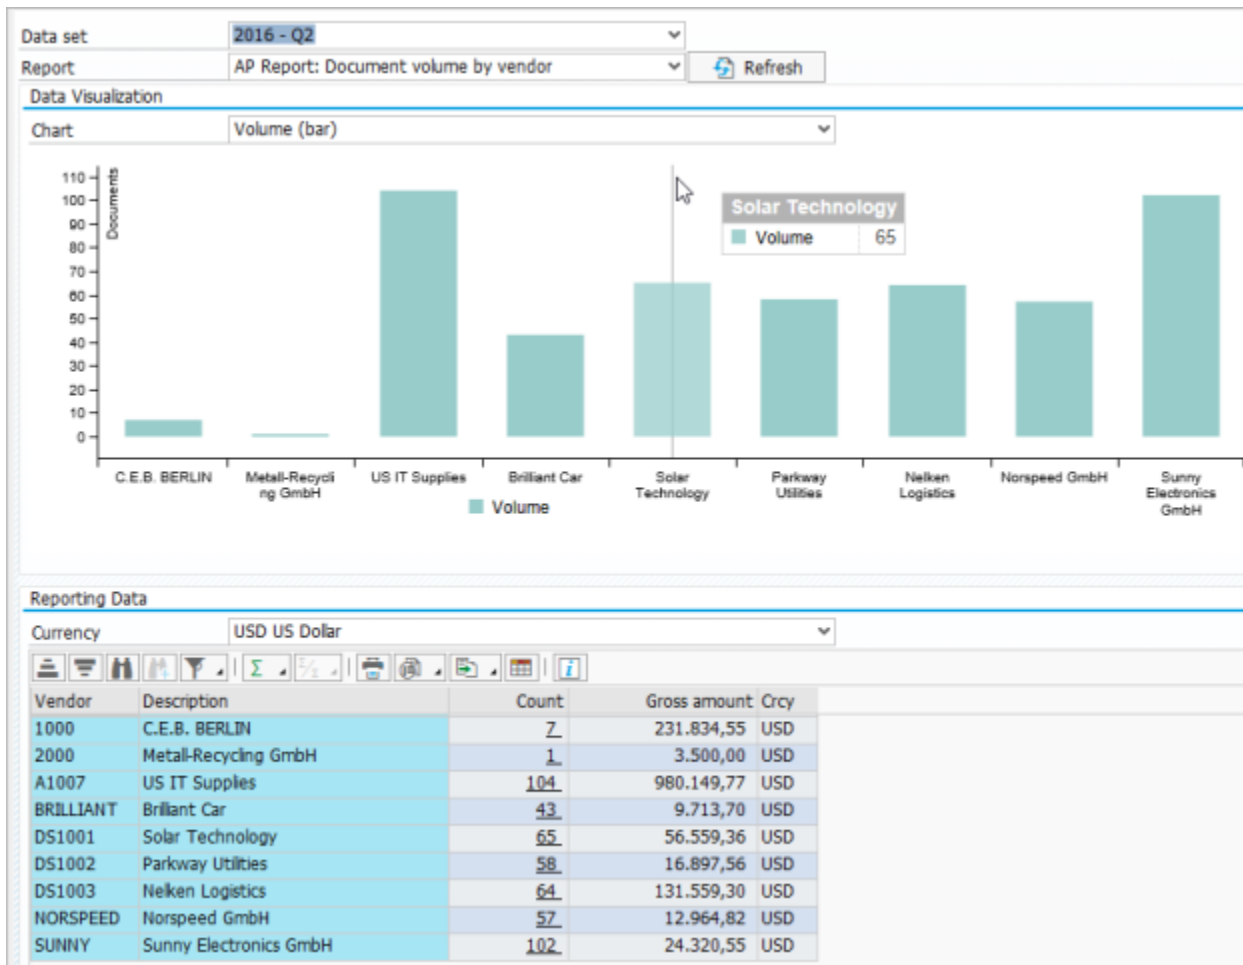 Data set 2016 - Q2
Report AP Report: Document volume by vendor Refresh
Data Visualization
Chart Volume (bar)
Documents
110
100
90
80
70
60
50
40
30
20
10
0
Solar Technology
Volume 65
C.E.B. BERLIN
Metall-Recycli
ng GmbH
US IT Supplies
Brilliant Car
Solar
Technology
Parkway
Utilities
Nelken
Logistics
Norspeed GmbH
Sunny
Electronics
GmbH
Volume
Reporting Data
Currency USD US Dollar
Vendor Description Count Gross amount Crcy
1000 C.E.B. BERLIN 7 231.834,55 USD
2000 Metall-Recycling GmbH 1 3.500,00 USD
A1007 US IT Supplies 104 980.149,77 USD
BRILLIANT Brilliant Car 43 9.713,70 USD
DS1001 Solar Technology 65 56.559,36 USD
DS1002 Parkway Utilities 58 16.897,56 USD
DS1003 Nelken Logistics 64 131.559,30 USD
NORSPEED Norspeed GmbH 57 12.964,82 USD
SUNNY Sunny Electronics GmbH 102 24.320,55 USD